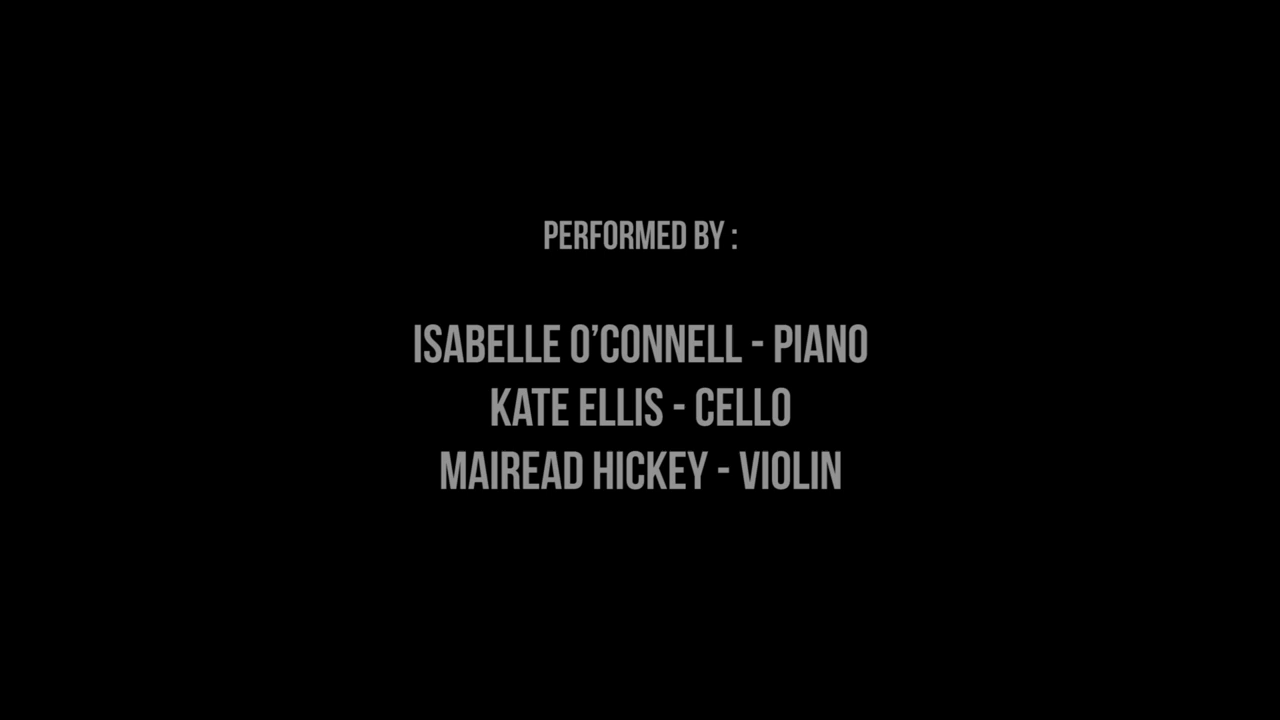 PERFORMED BY :
ISABELLE O’CONNELL - PIANO
KATE ELLIS - CELLO
MAIREAD HICKEY - VIOLIN